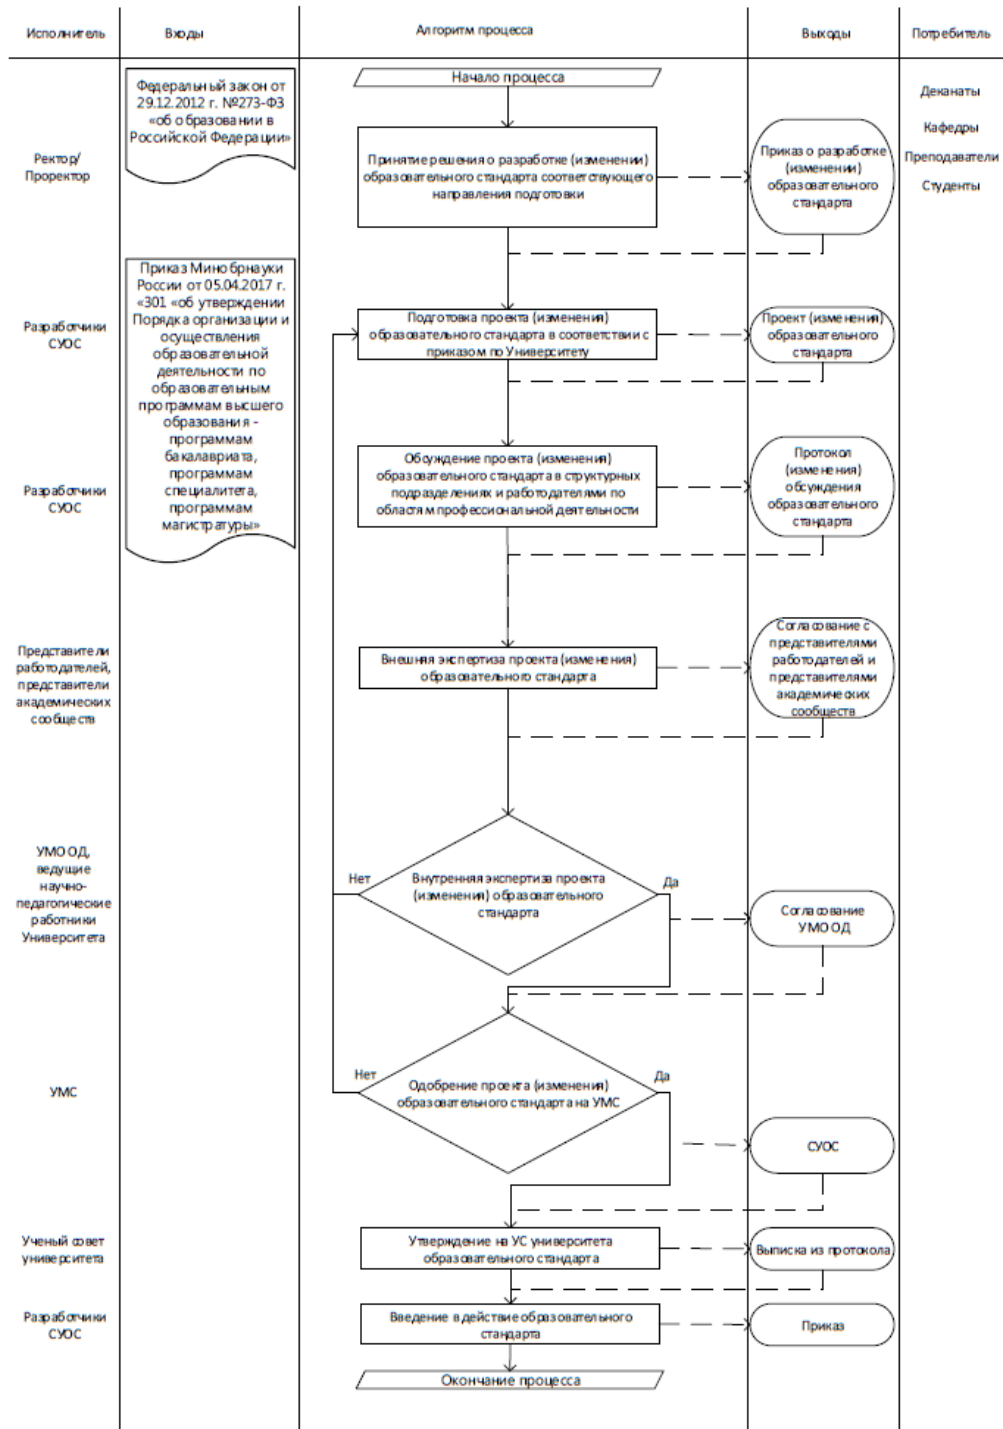 Исполнитель
Входы
Алгоритм процесса
Выходы
Потребитель
Начало процесса
Федеральный закон от
29.12.2012 г. №273-ФЗ
«об образовании в
Российской Федерации»
Деканаты
Кафедры
Преподаватели
Студенты
Ректор/
Проректор
Принятие решения о разработке (изменении)
образовательного стандарта соответствующего
направления подготовки
Приказ о разработке
(изменении)
образовательного
стандарта
Приказ Минобрнауки
России от 05.04.2017 г.
«301 «об утверждении
Порядка организации и
осуществления
образовательной
деятельности по
образовательным
программам высшего
образования -
программам
бакалавриата,
программам
специалитета,
программам
магистратуры»
Разработчики
СУОС
Подготовка проекта (изменения)
образовательного стандарта в соответствии с
приказом по Университету
Проект (изменения)
образовательного
стандарта
Разработчики
СУОС
Обсуждение проекта (изменения)
образовательного стандарта в структурных
подразделениях и работодателями по
областям профессиональной деятельности
Протокол
(изменения)
обсуждения
образовательного
стандарта
Представители
работодателей,
представители
академических
сообществ
Внешняя экспертиза проекта (изменения)
образовательного стандарта
Согласование с
представителями
работодателей и
представителями
академических
сообществ
УМООД,
ведущие
научно-
педагогические
работники
Университета
Нет
Внутренняя экспертиза проекта
(изменения) образовательного
стандарта
Да
Согласование
УМООД
УМС
Нет
Одобрение проекта (изменения)
образовательного стандарта на УМС
Да
СУОС
Ученый совет
университета
Утверждение на УС университета
образовательного стандарта
Выписка из протокола
Разработчики
СУОС
Введение в действие образовательного
стандарта
Приказ
Окончание процесса